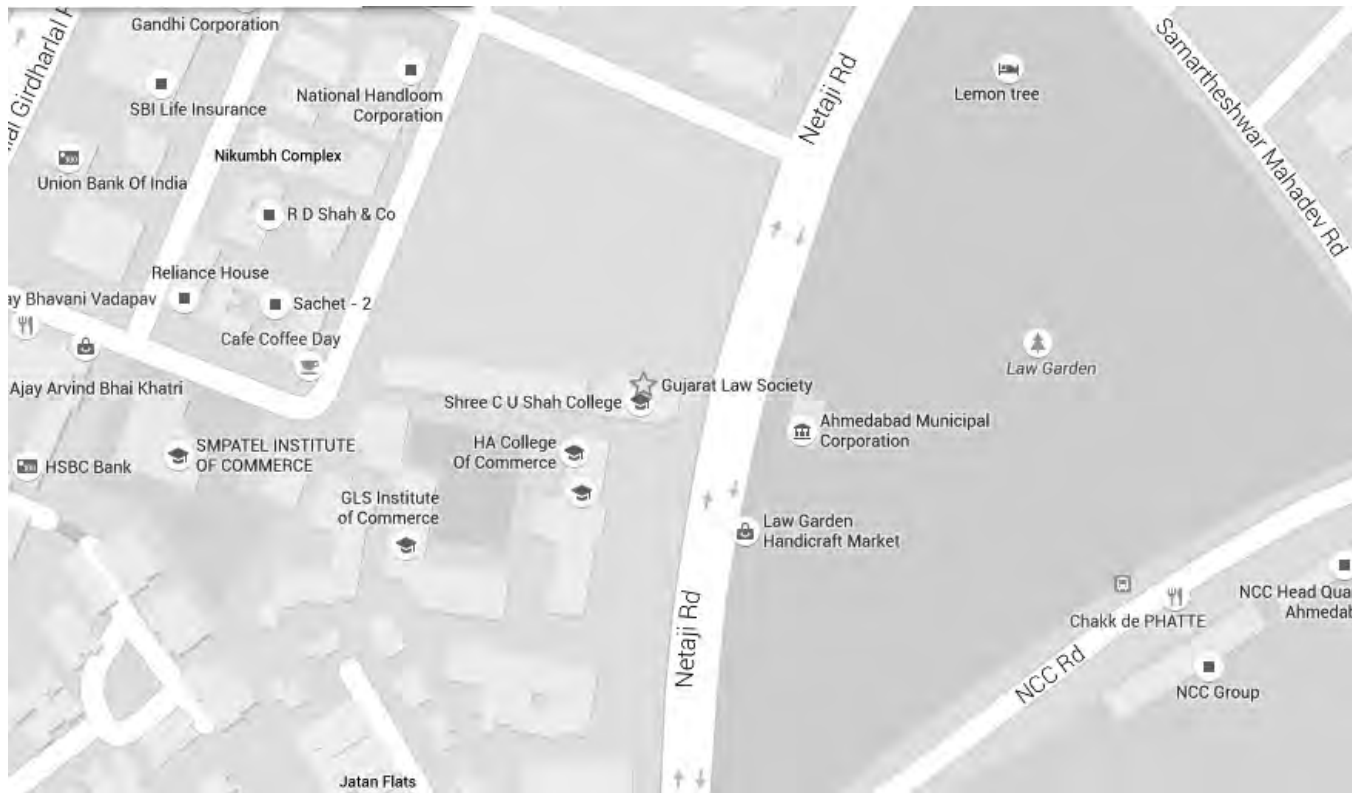 Gandhi Corporation
SBI Life Insurance
National Handloom
Corporation
Nikumbh Complex
Union Bank Of India
R D Shah & Co
Reliance House
Bhavani Vadapav
Sachet - 2
Cafe Coffee Day
Ajay Arvind Bhai Khatri
HSBC Bank
SMPATEL INSTITUTE
OF COMMERCE
GLS Institute
of Commerce
HA College
Of Commerce
Shree C U Shah College
Gujarat Law Society
Netaji Rd
Netaji Rd
Lemon tree
Samartheshwar Mahadev Rd
Law Garden
Ahmedabad Municipal
Corporation
Law Garden
Handicraft Market
Chakk de PHATTE
NCC Rd
NCC Head
NCC Group
Jatan Flats